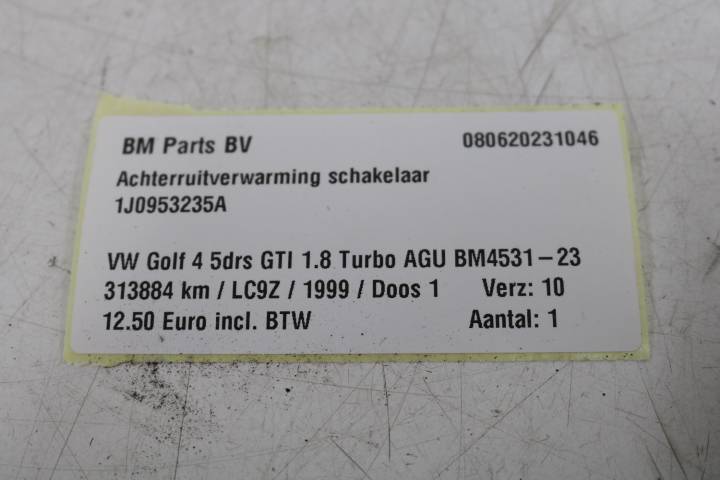 BM Parts BV 080620231046
Achterruitverwarming schakelaar
1J0953235A
VW Golf 4 5drs GTI 1.8 Turbo AGU BM4531-23
313884 km / LC9Z / 1999 / Doos 1 Verz: 10
12.50 Euro incl. BTW Aantal: 1